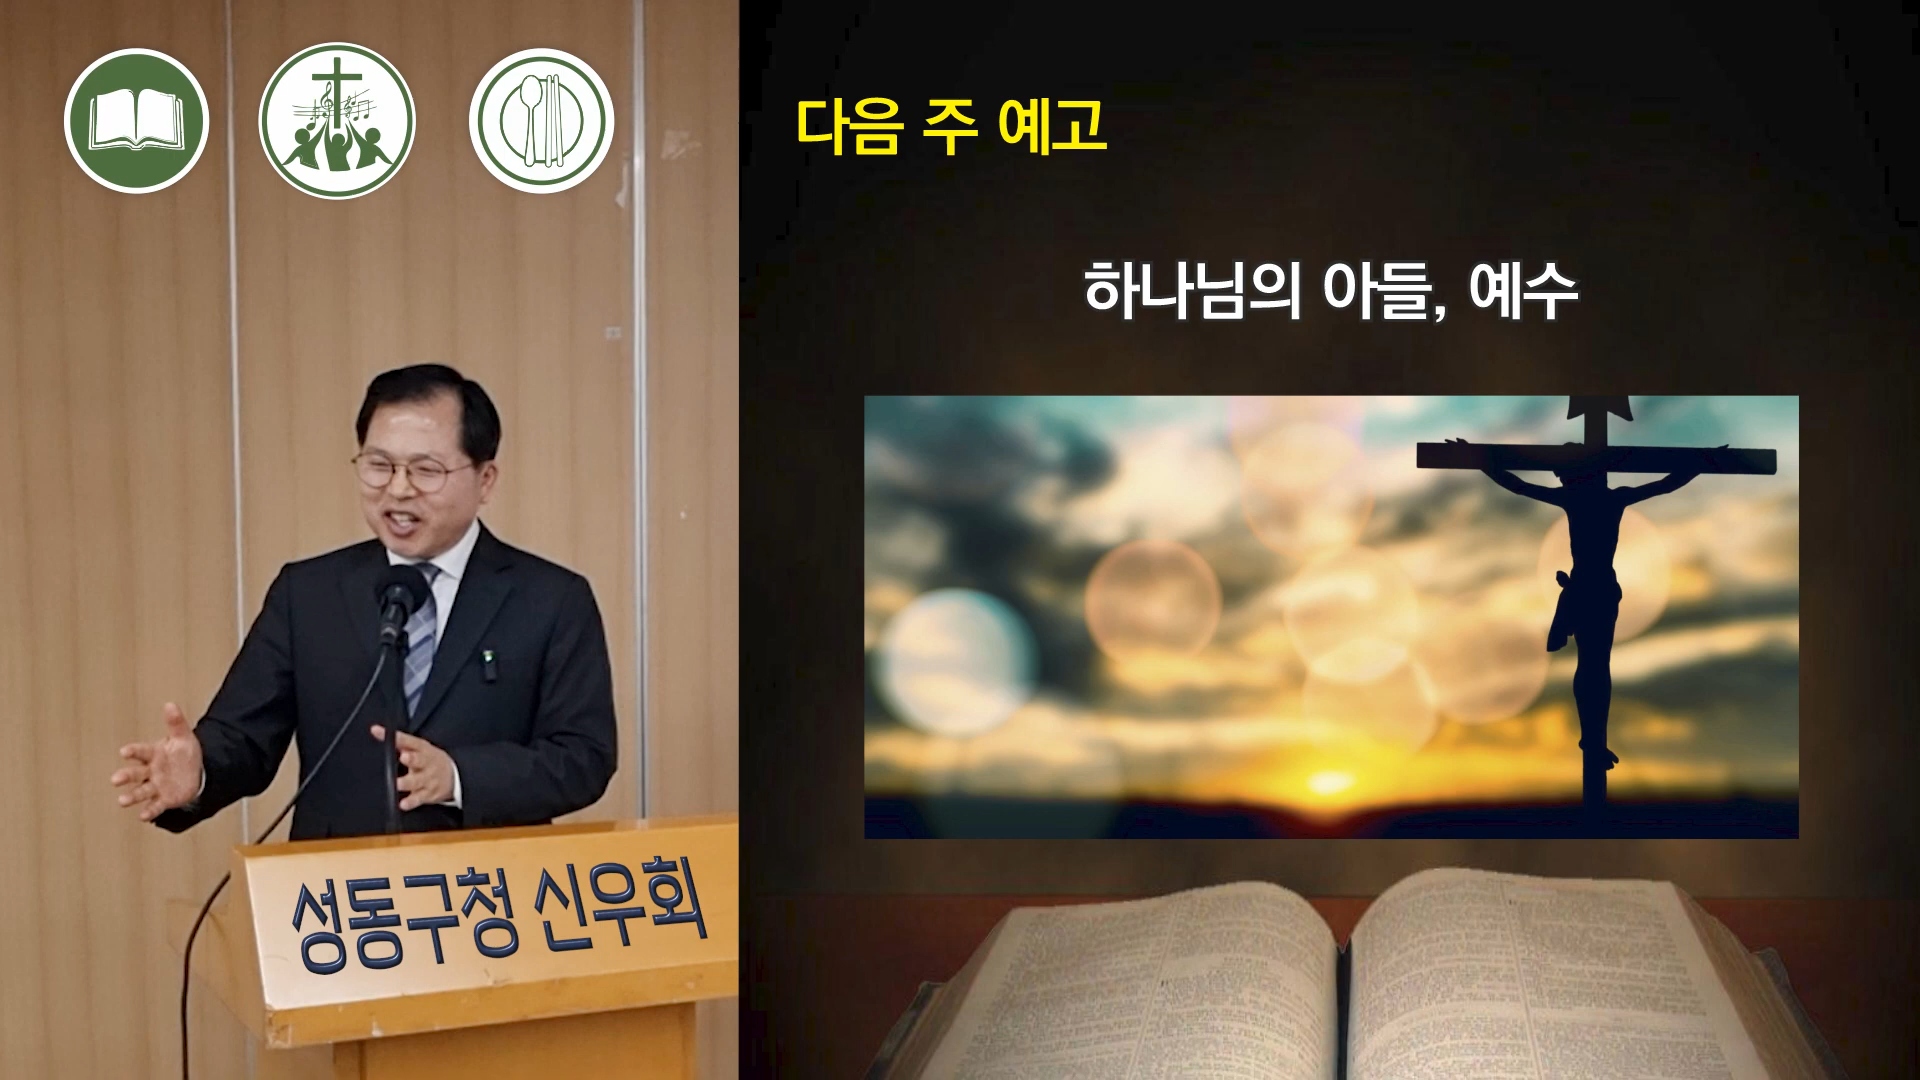 다음 주 예고
하나님의 아들, 예수
성동구청 신우회